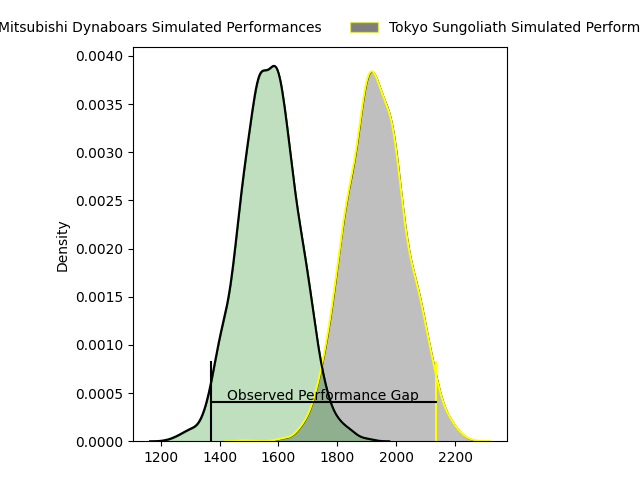 Mitsubishi Dynaboars Simulated Performances
Tokyo Sungoliath Simulated Perform
0.0040
0.0035
0.0030
0.0025
0.0020
0.0015
0.0010
0.0005
0.0000
Density
Observed Performance Gap
1200 1400 1600 1800 2000 2200